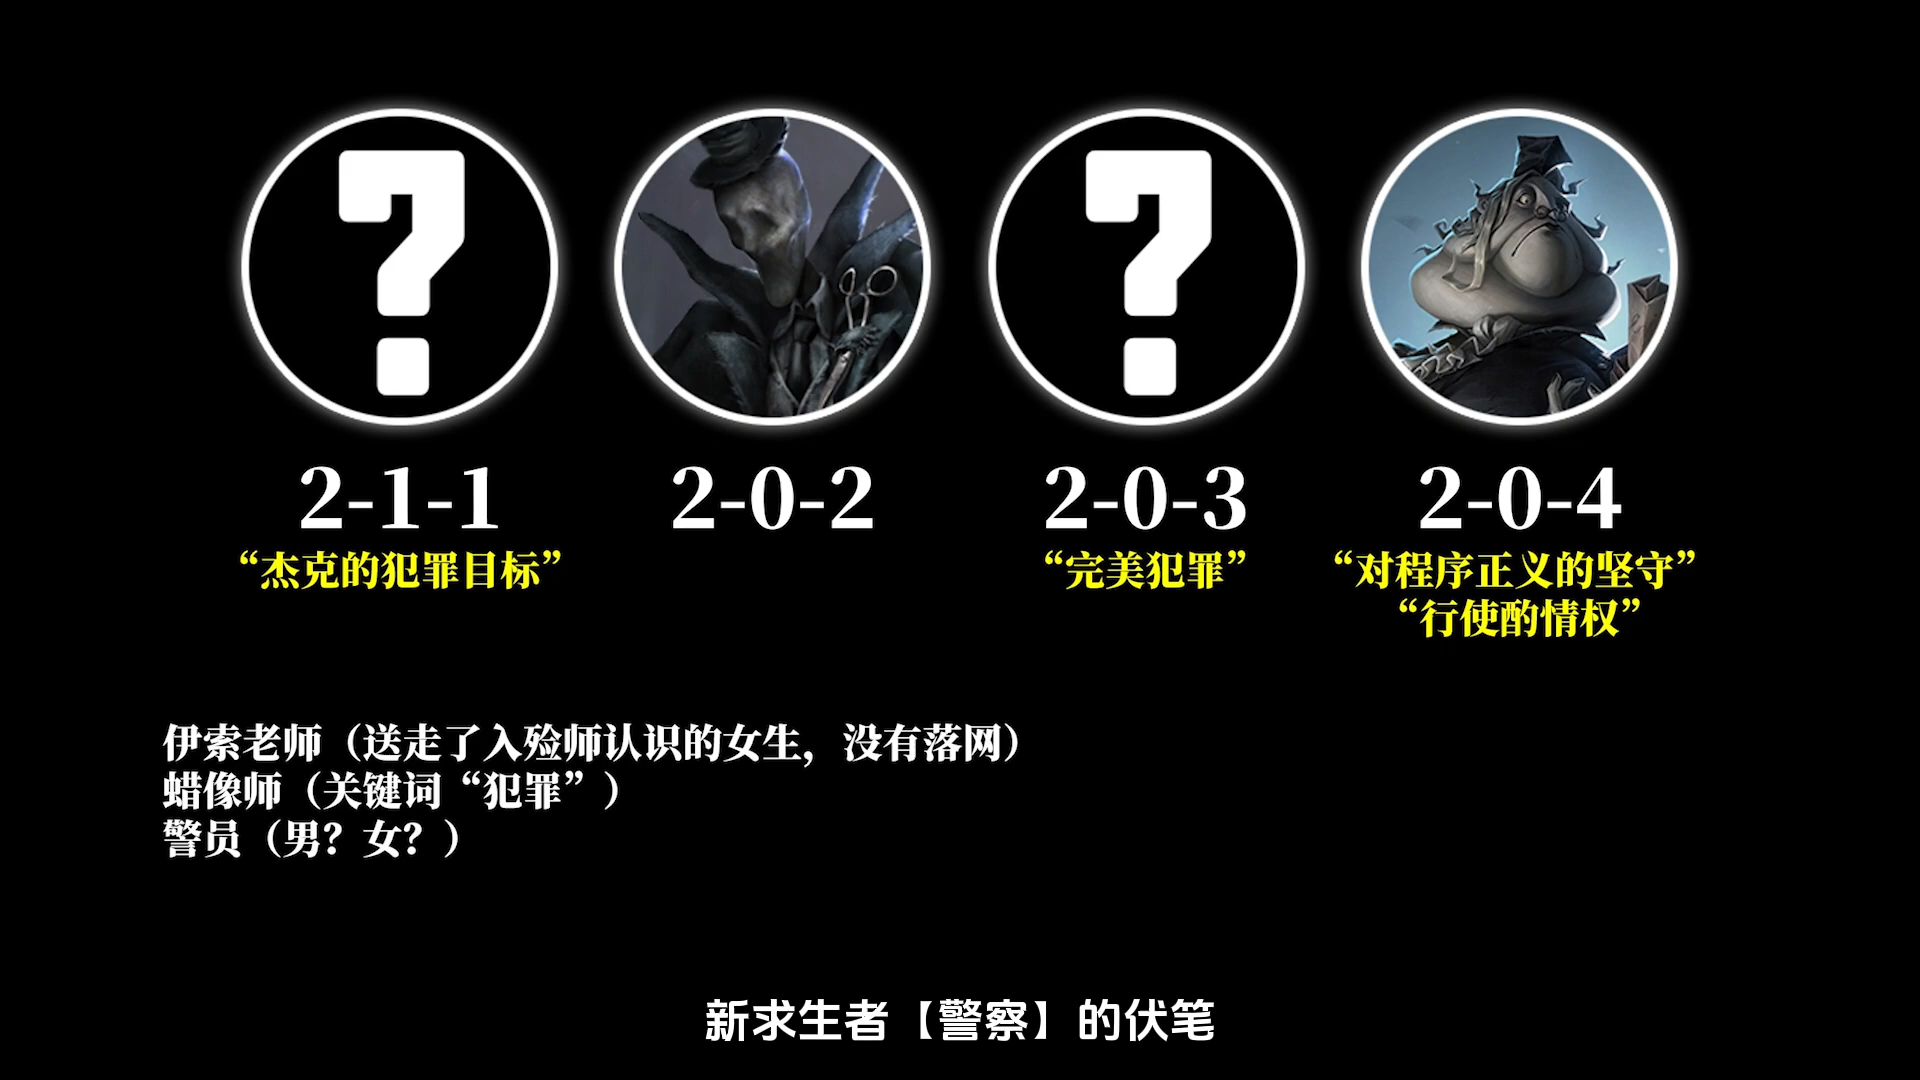 2-1-1
2-0-2
2-0-3
2-0-4
“杰克的犯罪目标”
“完美犯罪”
“对程序正义的坚守”
“行使酌情权”
伊索老师（送走了入殓师认识的女生，没有落网）
蜡像师（关键词“犯罪”）
警员（男？女？）
新求生者【警察】的伏笔